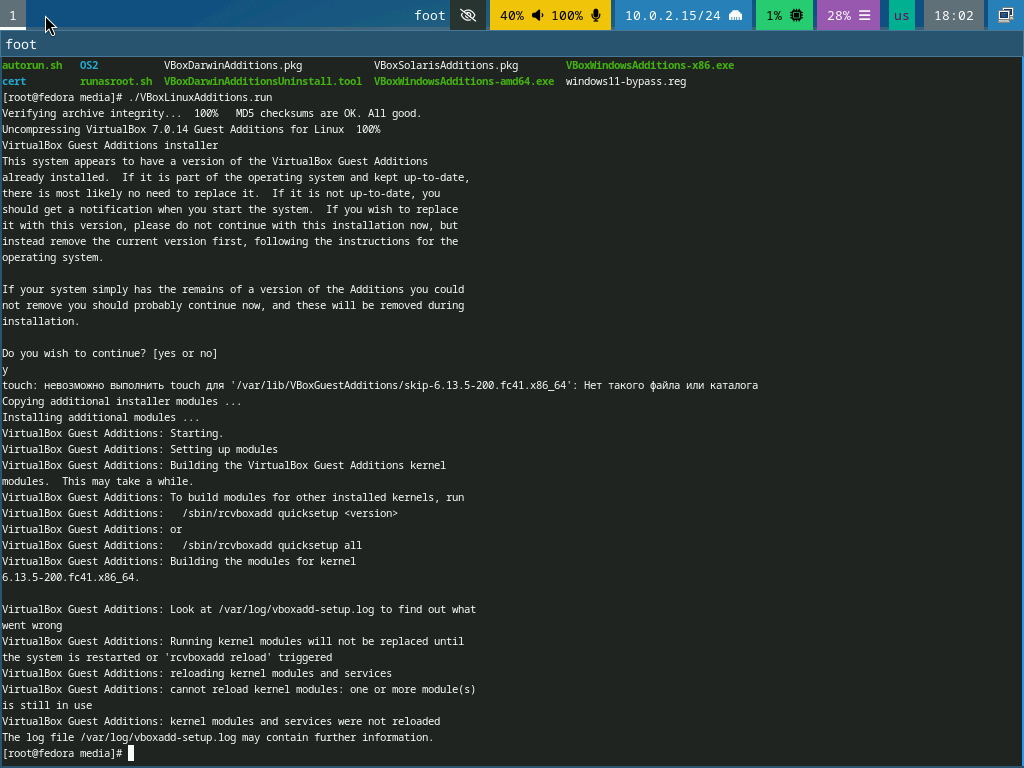 1 foot 40% 100% 10.0.2.15/24 1% 28% us 18:02
foot
autorun.sh OS2 VBoxDarwinAdditions.pkg VBoxSolarisAdditions.pkg VBoxWindowsAdditions-x86.exe
cert runasroot.sh VBoxDarwinAdditionsUninstall.tool VBoxWindowsAdditions-amd64.exe windows11-bypass.reg
[root@fedora media]# ./VBoxLinuxAdditions.run
Verifying archive integrity... 100% MD5 checksums are OK. All good.
Uncompressing VirtualBox 7.0.14 Guest Additions for Linux 100%
VirtualBox Guest Additions installer
This system appears to have a version of the VirtualBox Guest Additions
already installed. If it is part of the operating system and kept up-to-date,
there is most likely no need to replace it. If it is not up-to-date, you
should get a notification when you start the system. If you wish to replace
it with this version, please do not continue with this installation now, but
instead remove the current version first, following the instructions for the
operating system.
If your system simply has the remains of a version of the Additions you could
not remove you should probably continue now, and these will be removed during
installation.
Do you wish to continue? [yes or no]
y
touch: невозможно выполнить touch для '/var/lib/VBoxGuestAdditions/skip-6.13.5-200.fc41.x86_64': Нет такого файла или каталога
Copying additional installer modules ...
Installing additional modules ...
VirtualBox Guest Additions: Starting.
VirtualBox Guest Additions: Setting up modules
VirtualBox Guest Additions: Building the VirtualBox Guest Additions kernel
modules. This may take a while.
VirtualBox Guest Additions: To build modules for other installed kernels, run
VirtualBox Guest Additions: /sbin/rcvboxadd quicksetup <version>
VirtualBox Guest Additions: or
VirtualBox Guest Additions: /sbin/rcvboxadd quicksetup all
VirtualBox Guest Additions: Building the modules for kernel
6.13.5-200.fc41.x86_64.
VirtualBox Guest Additions: Look at /var/log/vboxadd-setup.log to find out what
went wrong
VirtualBox Guest Additions: Running kernel modules will not be replaced until
the system is restarted or 'rcvboxadd reload' triggered
VirtualBox Guest Additions: reloading kernel modules and services
VirtualBox Guest Additions: cannot reload kernel modules: one or more module(s)
is still in use
VirtualBox Guest Additions: kernel modules and services were not reloaded
The log file /var/log/vboxadd-setup.log may contain further information.
[root@fedora media]#